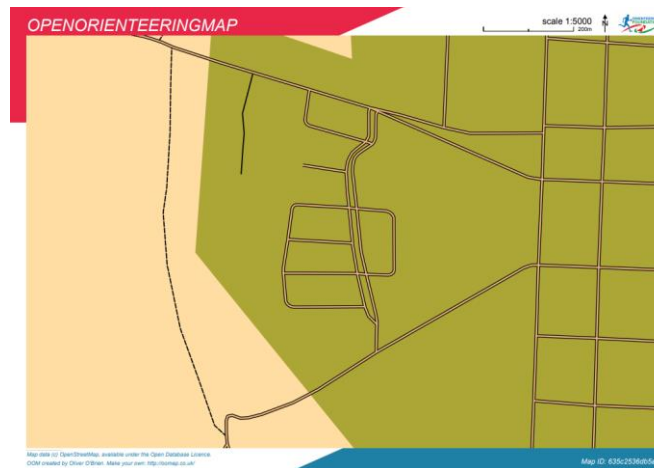 OPENORIENTEERINGMAP
scale 1:5000
200m
N
Map data (c) OpenStreetMap, available under the Open Database Licence.
OOM created by Oliver O'Brien. Make your own: http://oomap.co.uk/
Map ID: 635c2536db5a